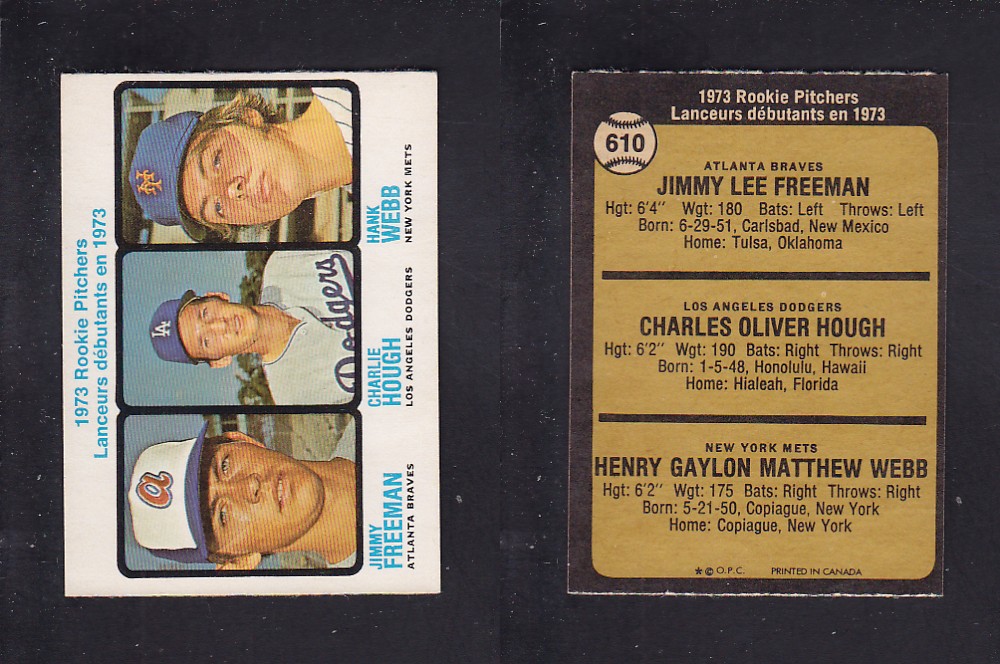 1973 Rookie Pitchers
Lanceurs débutants en 1973
a
LA
Dodgers
NY
JIMMY
FREEMAN
ATLANTA BRAVES
CHARLIE
HOUGH
LOS ANGELES DODGERS
HANK
WEBB
NEW YORK METS
1973 Rookie Pitchers
Lanceurs débutants en 1973
610
ATLANTA BRAVES
JIMMY LEE FREEMAN
Hgt: 6'4" Wgt: 180 Bats: Left Throws: Left
Born: 6-29-51, Carlsbad, New Mexico
Home: Tulsa, Oklahoma
LOS ANGELES DODGERS
CHARLES OLIVER HOUGH
Hgt: 6'2" Wgt: 190 Bats: Right Throws: Right
Born: 1-5-48, Honolulu, Hawaii
Home: Hialeah, Florida
NEW YORK METS
HENRY GAYLON MATTHEW WEBB
Hgt: 6'2" Wgt: 175 Bats: Right Throws: Right
Born: 5-21-50, Copiague, New York
Home: Copiague, New York
* © O.P.C. PRINTED IN CANADA